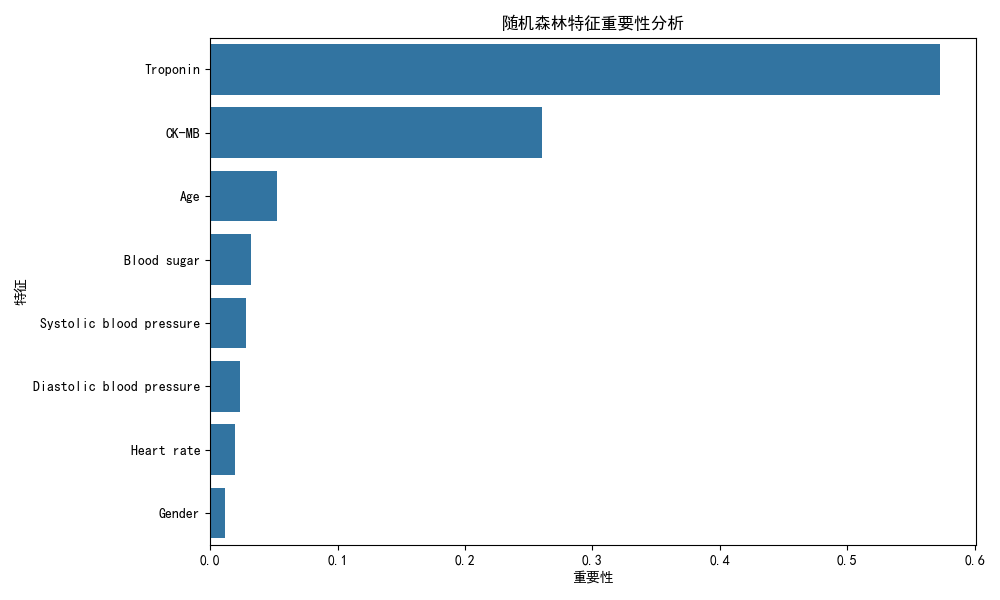 随机森林特征重要性分析
Troponin
CK-MB
Age
Blood sugar
Systolic blood pressure
Diastolic blood pressure
Heart rate
Gender
特征
0.0 0.1 0.2 0.3 0.4 0.5 0.6
重要性